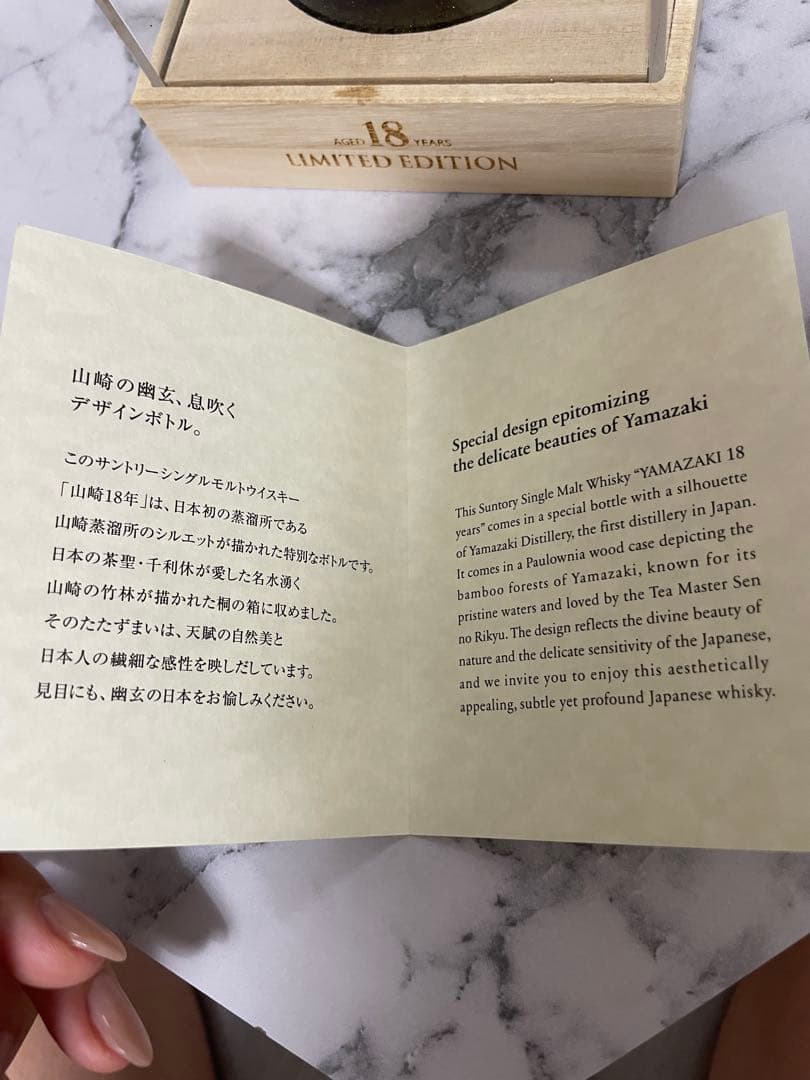 AGED 18 YEARS
LIMITED EDITION
山崎の幽玄、息吹く
デザインボトル。
このサントリーシングルモルトウイスキー
「山崎18年」は、日本初の蒸溜所である
山崎蒸溜所のシルエットが描かれた特別なボトルです。
日本の茶聖・千利休が愛した名水湧く
山崎の竹林が描かれた桐の箱に収めました。
そのたたずまいは、天賦の自然美と
日本人の繊細な感性を映しだしています。
見目にも、幽玄の日本をお愉しみください。
Special design epitomizing
the delicate beauties of Yamazaki
This Suntory Single Malt Whisky “YAMAZAKI 18
years” comes in a special bottle with a silhouette
of Yamazaki Distillery, the first distillery in Japan.
It comes in a Paulownia wood case depicting the
bamboo forests of Yamazaki, known for its
pristine waters and loved by the Tea Master Sen
no Rikyu. The design reflects the divine beauty of
nature and the delicate sensitivity of the Japanese,
and we invite you to enjoy this aesthetically
appealing, subtle yet profound Japanese whisky.